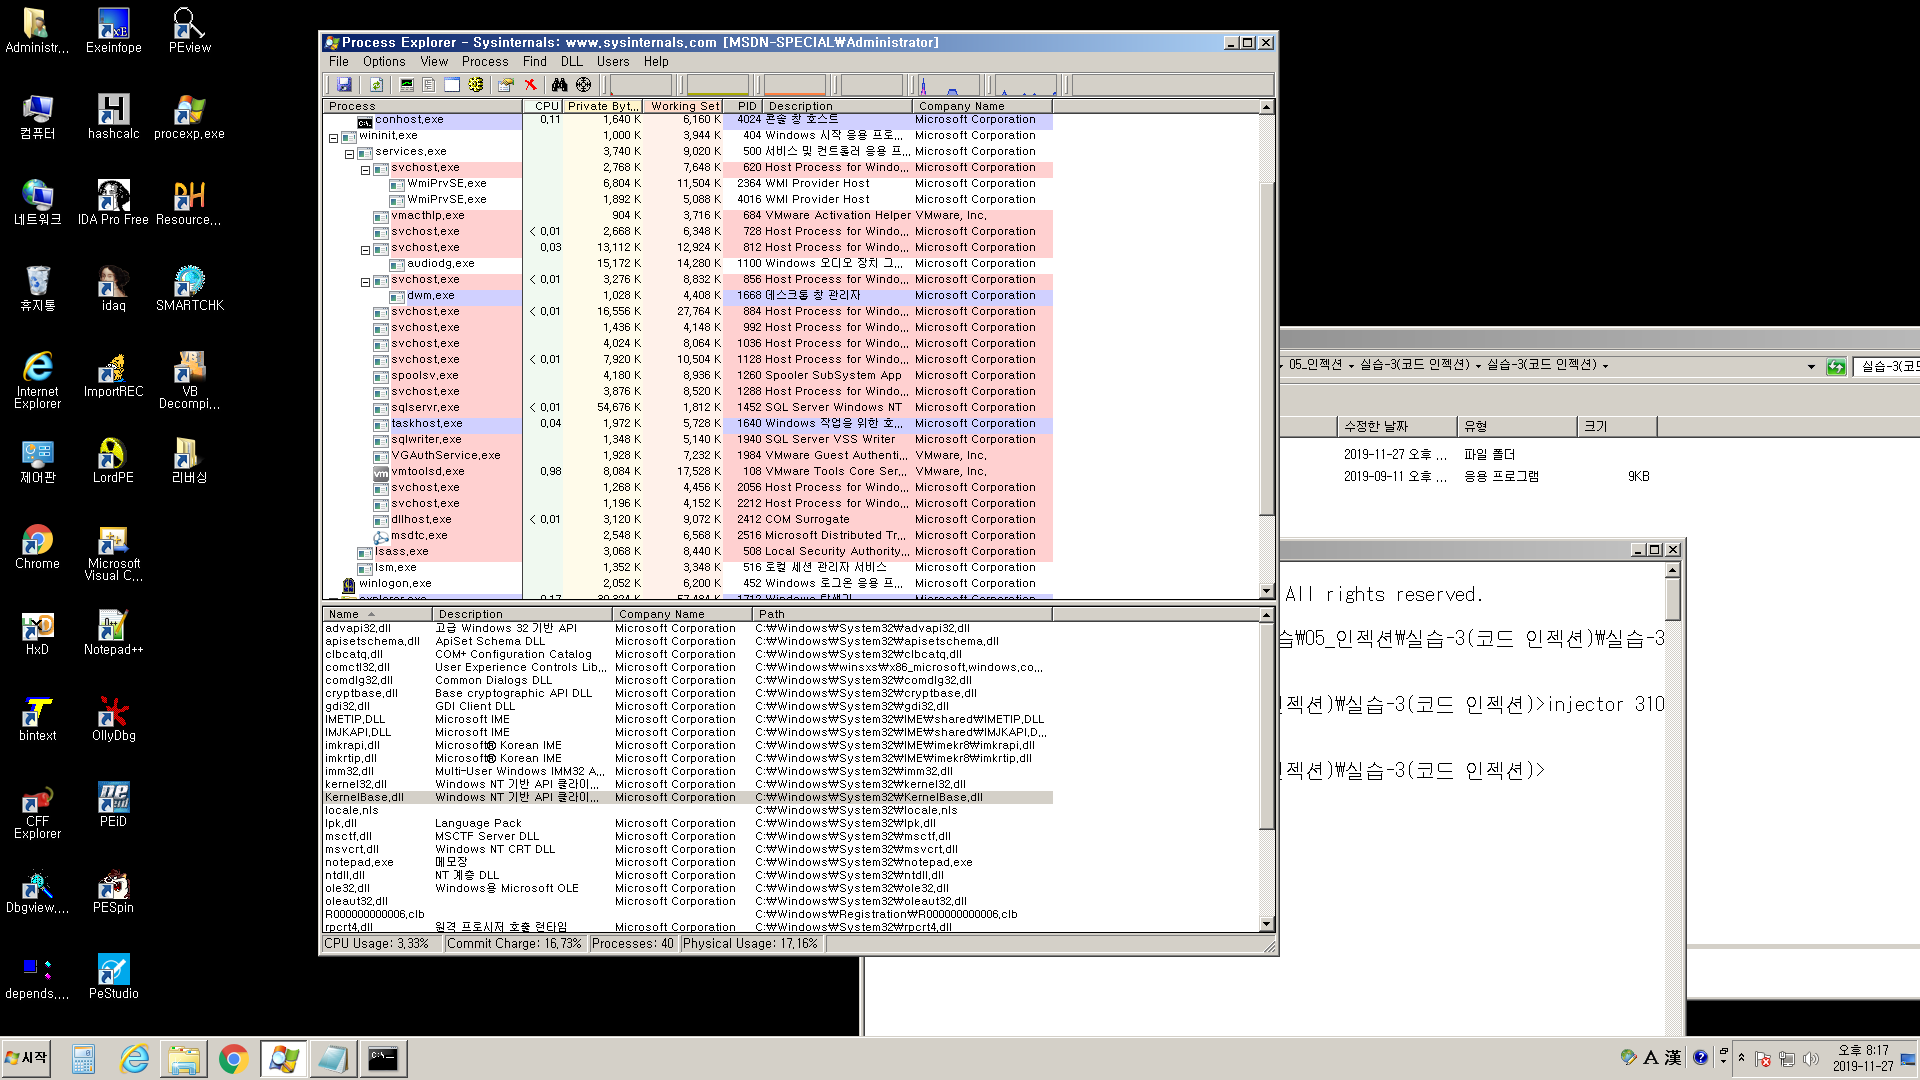 Administr...
Exeinfope
PEview
컴퓨터
hashcalc
procexp.exe
네트워크
IDA Pro Free
Resource...
휴지통
idaq
SMARTCHK
Internet Explorer
ImportREC
VB Decompi...
제어판
LordPE
리버싱
Chrome
Microsoft Visual C...
HxD
Notepad++
bintext
OllyDbg
CFF Explorer
PEiD
Dbgview....
PESpin
depends....
PeStudio
Process Explorer - Sysinternals: www.sysinternals.com [MSDN-SPECIAL₩Administrator]
File Options View Process Find DLL Users Help
Process CPU Private Byt... Working Set PID Description Company Name
conhost.exe 0.11 1,640 K 6,160 K 4024 콘솔 창 호스트 Microsoft Corporation
wininit.exe 1,000 K 3,944 K 404 Windows 시작 응용 프로... Microsoft Corporation
services.exe 3,740 K 9,020 K 500 서비스 및 컨트롤러 응용 프... Microsoft Corporation
svchost.exe 2,768 K 7,648 K 620 Host Process for Windo... Microsoft Corporation
WmiPrvSE.exe 6,804 K 11,504 K 2364 WMI Provider Host Microsoft Corporation
WmiPrvSE.exe 1,892 K 5,088 K 4016 WMI Provider Host Microsoft Corporation
vmacthlp.exe 904 K 3,716 K 684 VMware Activation Helper VMware, Inc.
svchost.exe < 0.01 2,668 K 6,348 K 728 Host Process for Windo... Microsoft Corporation
svchost.exe 0.03 13,112 K 12,924 K 812 Host Process for Windo... Microsoft Corporation
audiodg.exe 15,172 K 14,280 K 1100 Windows 오디오 장치 그... Microsoft Corporation
svchost.exe < 0.01 3,276 K 8,832 K 856 Host Process for Windo... Microsoft Corporation
dwm.exe 1,028 K 4,408 K 1668 데스크톱 창 관리자 Microsoft Corporation
svchost.exe < 0.01 16,556 K 27,764 K 884 Host Process for Windo... Microsoft Corporation
svchost.exe 1,436 K 4,148 K 992 Host Process for Windo... Microsoft Corporation
svchost.exe 4,024 K 8,064 K 1036 Host Process for Windo... Microsoft Corporation
svchost.exe < 0.01 7,920 K 10,504 K 1128 Host Process for Windo... Microsoft Corporation
spoolsv.exe 4,180 K 8,936 K 1260 Spooler SubSystem App Microsoft Corporation
svchost.exe 3,876 K 8,520 K 1288 Host Process for Windo... Microsoft Corporation
sqlservr.exe < 0.01 54,676 K 1,812 K 1452 SQL Server Windows NT Microsoft Corporation
taskhost.exe 0.04 1,972 K 5,728 K 1640 Windows 작업을 위한 호... Microsoft Corporation
sqlwriter.exe 1,348 K 5,140 K 1940 SQL Server VSS Writer Microsoft Corporation
VGAuthService.exe 1,928 K 7,232 K 1984 VMware Guest Authenti... VMware, Inc.
vmtoolsd.exe 0.98 8,084 K 17,528 K 108 VMware Tools Core Ser... VMware, Inc.
svchost.exe 1,268 K 4,456 K 2056 Host Process for Windo... Microsoft Corporation
svchost.exe 1,196 K 4,152 K 2212 Host Process for Windo... Microsoft Corporation
dllhost.exe < 0.01 3,120 K 9,072 K 2412 COM Surrogate Microsoft Corporation
msdtc.exe 2,548 K 6,568 K 2516 Microsoft Distributed Tr... Microsoft Corporation
lsass.exe 3,068 K 8,440 K 508 Local Security Authority... Microsoft Corporation
lsm.exe 1,352 K 3,348 K 516 로컬 세션 관리자 서비스 Microsoft Corporation
winlogon.exe 2,052 K 6,200 K 452 Windows 로그온 응용 프... Microsoft Corporation
explorer.exe 0.17 1712 Windows 탐색기 Microsoft Corporation
Name Description Company Name Path
advapi32.dll 고급 Windows 32 기반 API Microsoft Corporation C:₩Windows₩System32₩advapi32.dll
apisetschema.dll ApiSet Schema DLL Microsoft Corporation C:₩Windows₩System32₩apisetschema.dll
clbcatq.dll COM+ Configuration Catalog Microsoft Corporation C:₩Windows₩System32₩clbcatq.dll
comctl32.dll User Experience Controls Lib... Microsoft Corporation C:₩Windows₩winsxs₩x86_microsoft.windows.co...
comdlg32.dll Common Dialogs DLL Microsoft Corporation C:₩Windows₩System32₩comdlg32.dll
cryptbase.dll Base cryptographic API DLL Microsoft Corporation C:₩Windows₩System32₩cryptbase.dll
gdi32.dll GDI Client DLL Microsoft Corporation C:₩Windows₩System32₩gdi32.dll
IMETIP.DLL Microsoft IME Microsoft Corporation C:₩Windows₩System32₩IME₩shared₩IMETIP.DLL
IMJKAPI.DLL Microsoft IME Microsoft Corporation C:₩Windows₩System32₩IME₩shared₩IMJKAPI.D...
imkrapi.dll Microsoft® Korean IME Microsoft Corporation C:₩Windows₩System32₩IME₩imekr8₩imkrapi.dll
imkrtip.dll Microsoft® Korean IME Microsoft Corporation C:₩Windows₩System32₩IME₩imekr8₩imkrtip.dll
imm32.dll Multi-User Windows IMM32 A... Microsoft Corporation C:₩Windows₩System32₩imm32.dll
kernel32.dll Windows NT 기반 API 클라이... Microsoft Corporation C:₩Windows₩System32₩kernel32.dll
KernelBase.dll Windows NT 기반 API 클라이... Microsoft Corporation C:₩Windows₩System32₩KernelBase.dll
locale.nls C:₩Windows₩System32₩locale.nls
lpk.dll Language Pack Microsoft Corporation C:₩Windows₩System32₩lpk.dll
msctf.dll MSCTF Server DLL Microsoft Corporation C:₩Windows₩System32₩msctf.dll
msvcrt.dll Windows NT CRT DLL Microsoft Corporation C:₩Windows₩System32₩msvcrt.dll
notepad.exe 메모장 Microsoft Corporation C:₩Windows₩System32₩notepad.exe
ntdll.dll NT 계층 DLL Microsoft Corporation C:₩Windows₩System32₩ntdll.dll
ole32.dll Windows용 Microsoft OLE Microsoft Corporation C:₩Windows₩System32₩ole32.dll
oleaut32.dll Microsoft Corporation C:₩Windows₩System32₩oleaut32.dll
R000000000006.clb C:₩Windows₩Registration₩R000000000006.clb
rpcrt4.dll 원격 프로시저 호출 런타임 Microsoft Corporation C:₩Windows₩System32₩rpcrt4.dll
CPU Usage: 3.33% Commit Charge: 16.73% Processes: 40 Physical Usage: 17.16%
05_인젝션 실습-3(코드 인젝션) 실습-3(코드 인젝션) 실습-3(코드
수정한 날짜 유형 크기
2019-11-27 오후 ... 파일 폴더
2019-09-11 오후 ... 응용 프로그램 9KB
All rights reserved.
습₩05_인젝션₩실습-3(코드 인젝션)₩실습-3
인젝션)₩실습-3(코드 인젝션)>injector 310
인젝션)₩실습-3(코드 인젝션)>
시작
A 漢
오후 8:17
2019-11-27